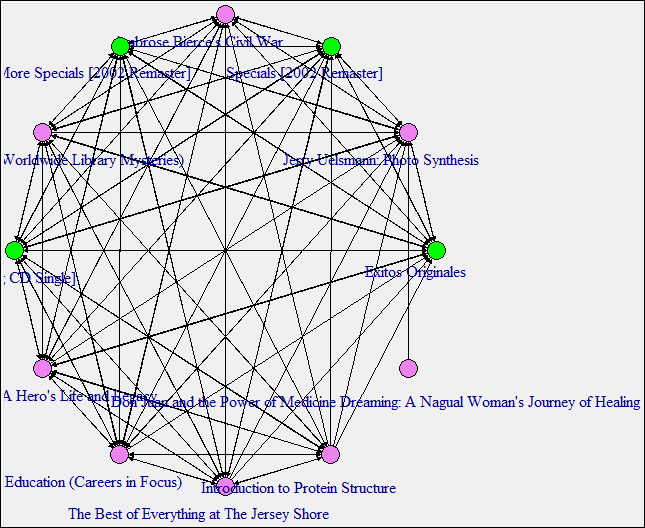 Ambrose Bierce's Civil War
More Specials [2002 Remaster]
Specials [2002 Remaster]
Worldwide Library Mysteries)
Jerry Uelsmann: Photo Synthesis
Exitos Originales
; CD Single]
A Hero's Life and Legacy
Don Juan and the Power of Medicine Dreaming: A Nagual Woman's Journey of Healing
Education (Careers in Focus)
Introduction to Protein Structure
The Best of Everything at The Jersey Shore